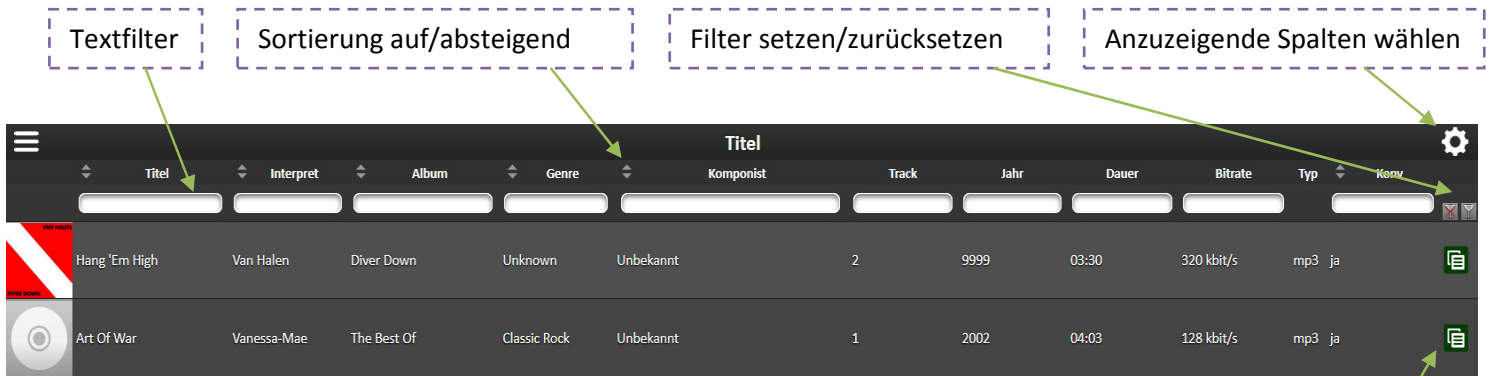 Textfilter Sortierung auf/absteigend Filter setzen/zurücksetzen Anzuzeigende Spalten wählen
Titel
Titel Interpret Album Genre Komponist Track Jahr Dauer Bitrate Typ Konv
VAN HALEN
Hang 'Em High Van Halen Diver Down Unknown Unbekannt 2 9999 03:30 320 kbit/s mp3 ja
DIVER DOWN
Art Of War Vanessa-Mae The Best Of Classic Rock Unbekannt 1 2002 04:03 128 kbit/s mp3 ja